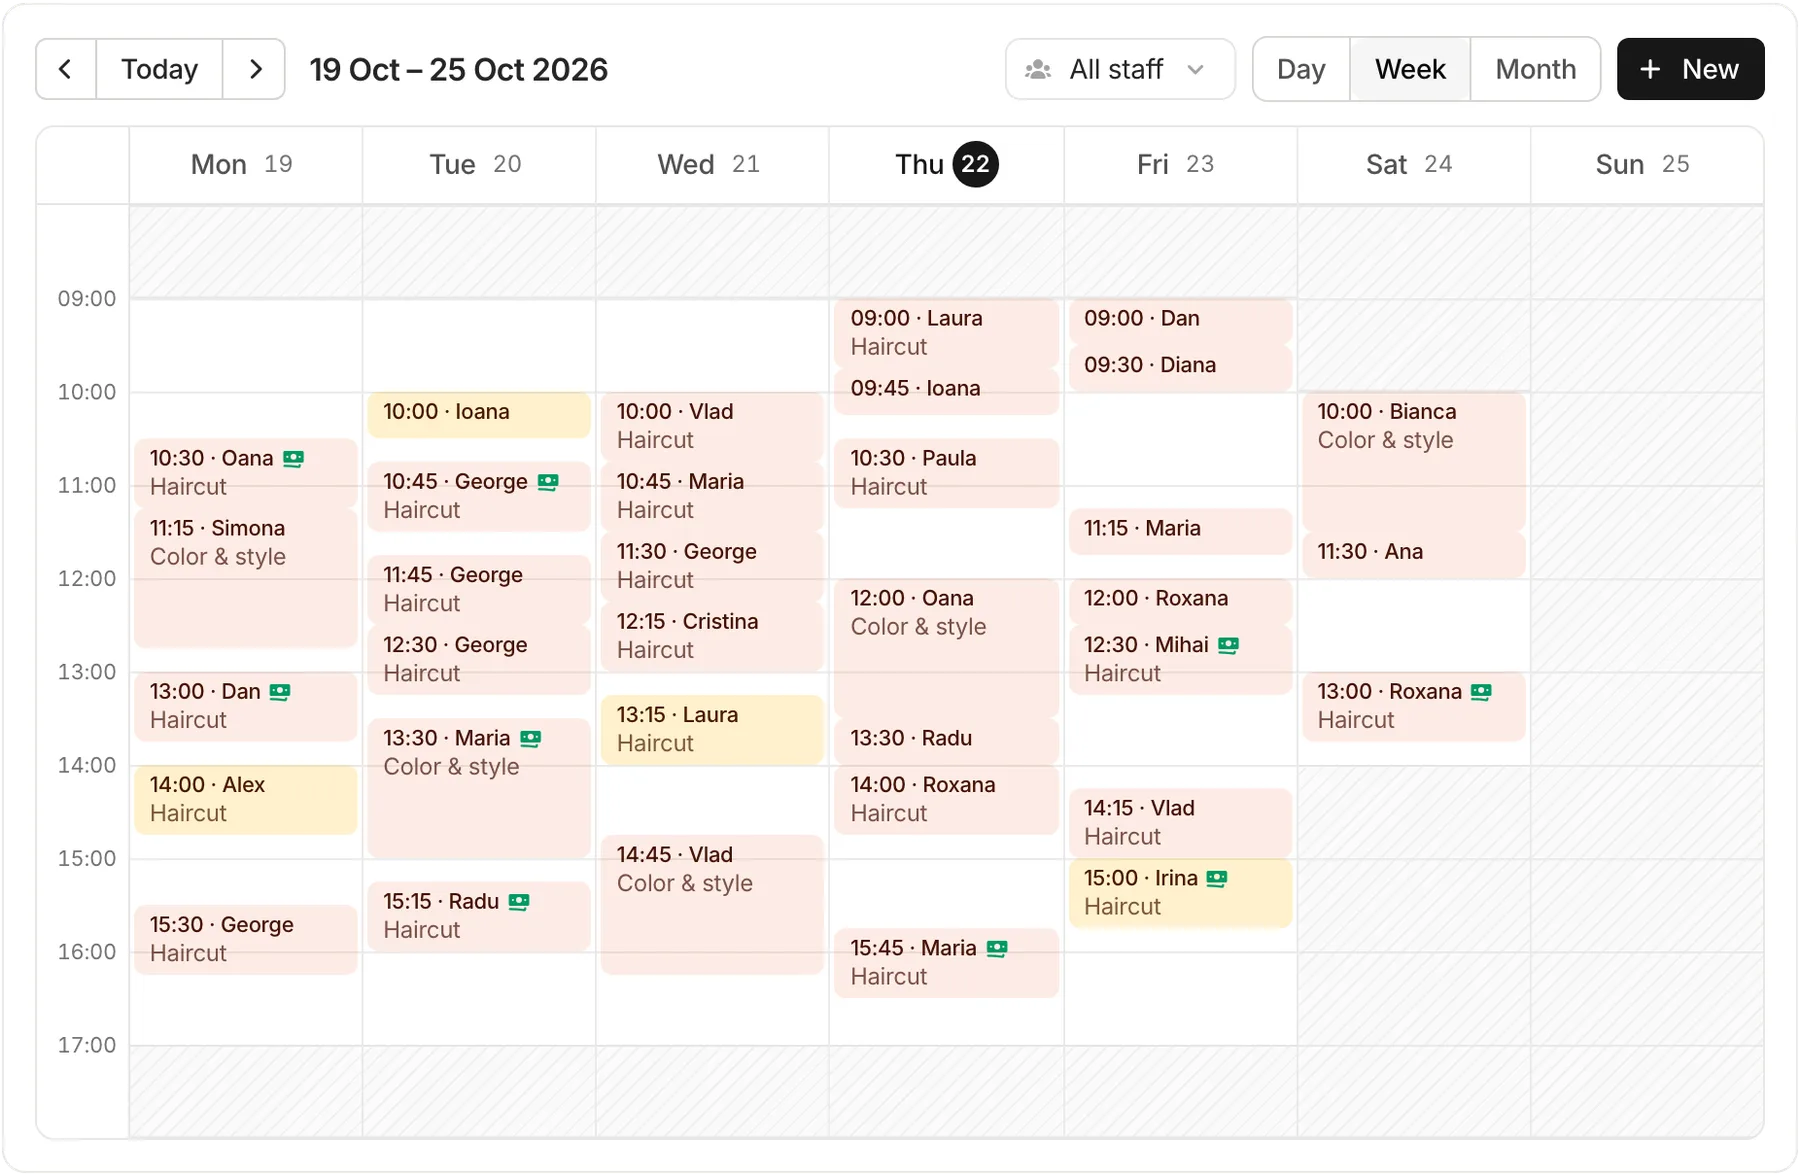 Today
19 Oct – 25 Oct 2026
All staff
Day
Week
Month
+ New
Mon 19
Tue 20
Wed 21
Thu 22
Fri 23
Sat 24
Sun 25
09:00
10:00
11:00
12:00
13:00
14:00
15:00
16:00
17:00
10:30 · Oana
Haircut
11:15 · Simona
Color & style
13:00 · Dan
Haircut
14:00 · Alex
Haircut
15:30 · George
Haircut
10:00 · Ioana
10:45 · George
Haircut
11:45 · George
Haircut
12:30 · George
Haircut
13:30 · Maria
Color & style
15:15 · Radu
Haircut
10:00 · Vlad
Haircut
10:45 · Maria
Haircut
11:30 · George
Haircut
12:15 · Cristina
Haircut
13:15 · Laura
Haircut
14:45 · Vlad
Color & style
09:00 · Laura
Haircut
09:45 · Ioana
10:30 · Paula
Haircut
12:00 · Oana
Color & style
13:30 · Radu
14:00 · Roxana
Haircut
15:45 · Maria
Haircut
09:00 · Dan
09:30 · Diana
11:15 · Maria
12:00 · Roxana
12:30 · Mihai
Haircut
14:15 · Vlad
Haircut
15:00 · Irina
Haircut
10:00 · Bianca
Color & style
11:30 · Ana
13:00 · Roxana
Haircut